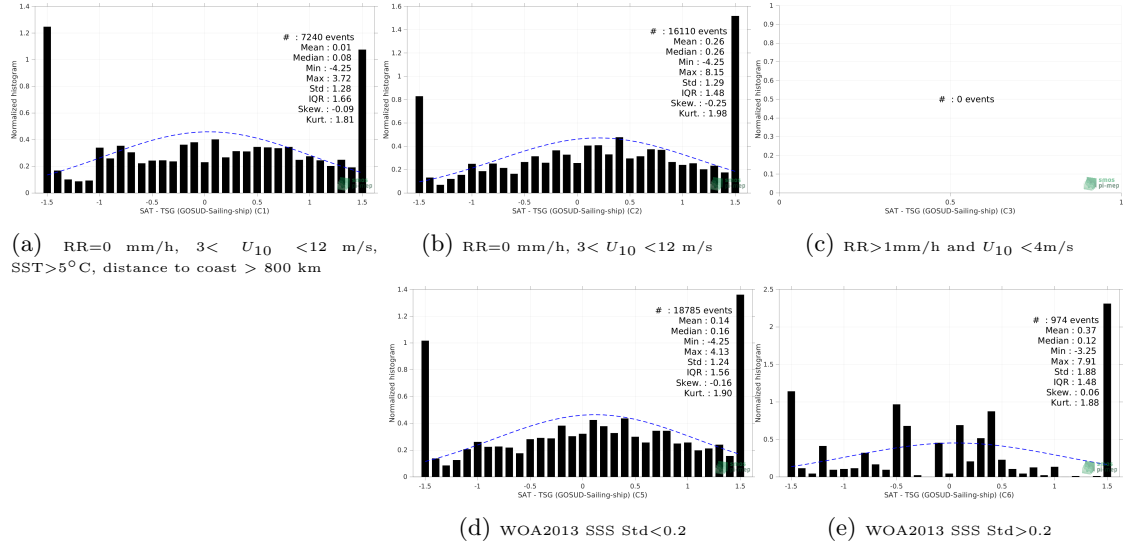 1.4
1.2
1
0.8
0.6
0.4
0.2
0
-1.5
-1
-0.5
0
0.5
1
1.5
Normalized histogram
SAT - TSG (GOSUD-Sailing-ship) (C1)
# : 7240 events
Mean : 0.01
Median : 0.08
Min : -4.25
Max : 3.72
Std : 1.28
IQR : 1.66
Skew. : -0.09
Kurt. : 1.81
smos
pi-mep
(a) RR=0 mm/h, 3< U10 <12 m/s,
SST>5°C, distance to coast > 800 km
1.6
1.4
1.2
1
0.8
0.6
0.4
0.2
0
-1.5
-1
-0.5
0
0.5
1
1.5
Normalized histogram
SAT - TSG (GOSUD-Sailing-ship) (C2)
# : 16110 events
Mean : 0.26
Median : 0.26
Min : -4.25
Max : 8.15
Std : 1.29
IQR : 1.48
Skew. : -0.25
Kurt. : 1.98
smos
pi-mep
(b) RR=0 mm/h, 3< U10 <12 m/s
1
0.9
0.8
0.7
0.6
0.5
0.4
0.3
0.2
0.1
0
0
0.5
1
Normalized histogram
SAT - TSG (GOSUD-Sailing-ship) (C3)
# : 0 events
smos
pi-mep
(c) RR>1mm/h and U10 <4m/s
1.4
1.2
1
0.8
0.6
0.4
0.2
0
-1.5
-1
-0.5
0
0.5
1
1.5
Normalized histogram
SAT - TSG (GOSUD-Sailing-ship) (C5)
# : 18785 events
Mean : 0.14
Median : 0.16
Min : -4.25
Max : 4.13
Std : 1.24
IQR : 1.56
Skew. : -0.16
Kurt. : 1.90
smos
pi-mep
(d) WOA2013 SSS Std<0.2
2.5
2
1.5
1
0.5
0
-1.5
-1
-0.5
0
0.5
1
1.5
Normalized histogram
SAT - TSG (GOSUD-Sailing-ship) (C6)
# : 974 events
Mean : 0.37
Median : 0.12
Min : -3.25
Max : 7.91
Std : 1.88
IQR : 1.48
Skew. : 0.06
Kurt. : 1.88
smos
pi-mep
(e) WOA2013 SSS Std>0.2